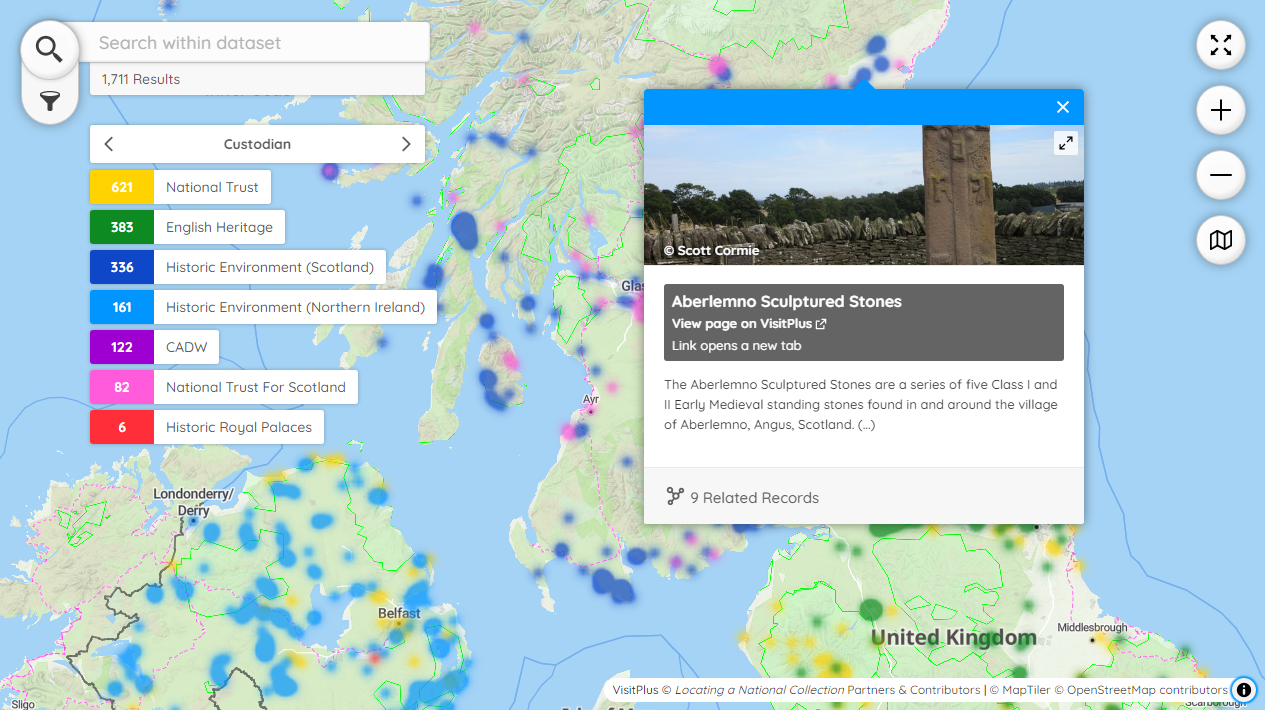 Search within dataset
1,711 Results
Custodian
621 National Trust
383 English Heritage
336 Historic Environment (Scotland)
161 Historic Environment (Northern Ireland)
122 CADW
82 National Trust For Scotland
6 Historic Royal Palaces
© Scott Cormie
Aberlemno Sculptured Stones
View page on VisitPlus
Link opens a new tab
The Aberlemno Sculptured Stones are a series of five Class I and
II Early Medieval standing stones found in and around the village
of Aberlemno, Angus, Scotland. (...)
9 Related Records
Glas
Ayr
Londonderry/
Derry
Belfast
United Kingdom
Middlesbrough
Sligo
Scarborough
VisitPlus © Locating a National Collection Partners & Contributors | © MapTiler © OpenStreetMap contributors